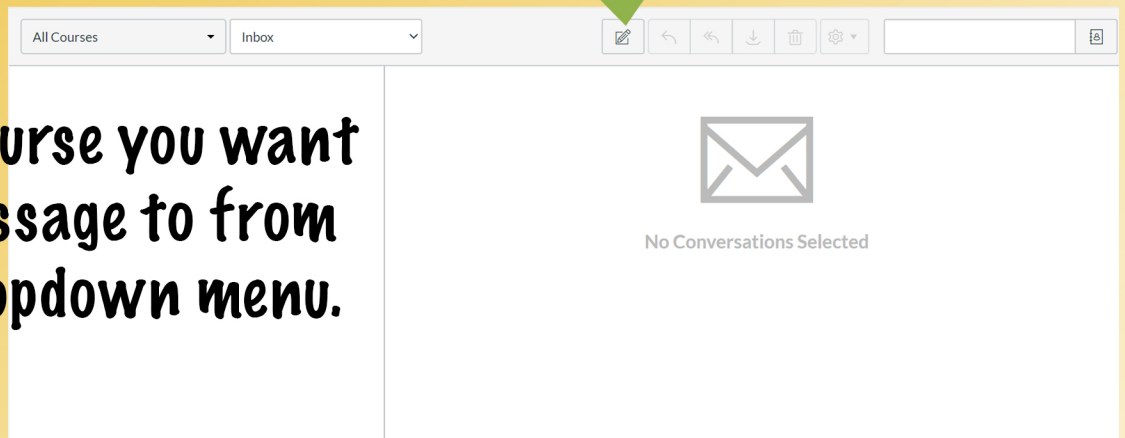 All Courses
Inbox
urse you want
ssage to from
opdown menu.
No Conversations Selected